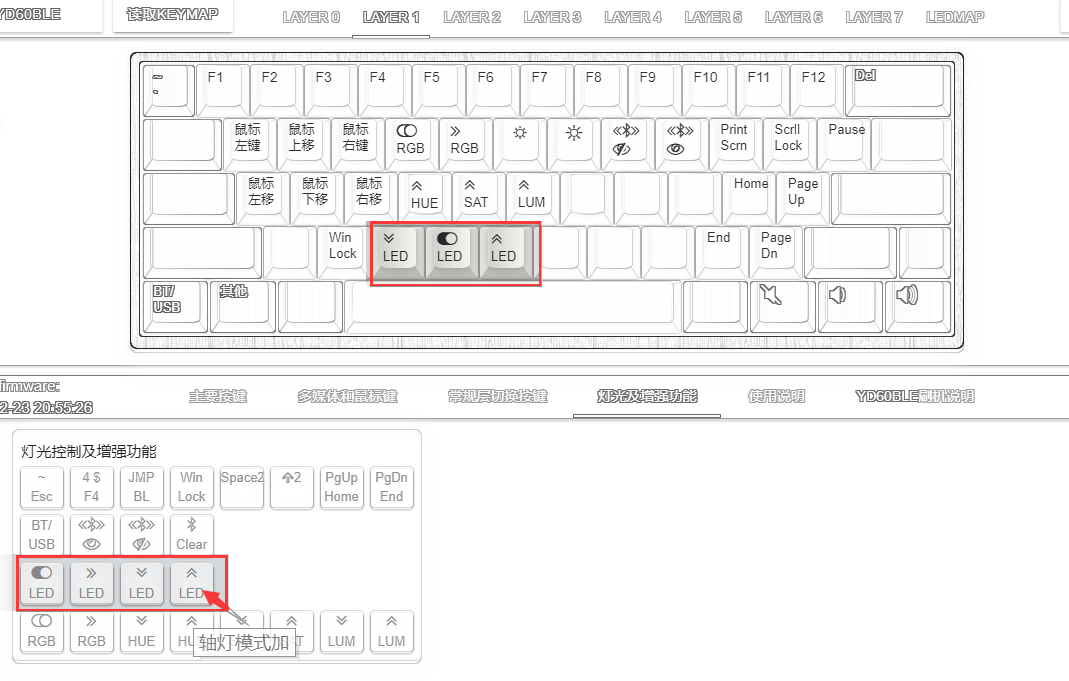 YD60BLE 读取KEYMAP LAYER 0 LAYER 1 LAYER 2 LAYER 3 LAYER 4 LAYER 5 LAYER 6 LAYER 7 LEDMAP
~ F1 F2 F3 F4 F5 F6 F7 F8 F9 F10 F11 F12 Del
、
鼠标 鼠标 鼠标 Print Scrll Pause
左键 上移 右键 RGB RGB Scrn Lock
鼠标 鼠标 鼠标 Home Page
左移 下移 右移 HUE SAT LUM Up
Win End Page
Lock LED LED LED Dn
BT/ 其他
USB
firmware:
2-23 20:55:26
主要按键 多媒体和鼠标键 常规层切换按键 灯光及增强功能 使用说明 YD60BLE刷机说明
灯光控制及增强功能
~ 4 $ JMP Win Space2 2 PgUp PgDn
Esc F4 BL Lock Home End
BT/
USB Clear
LED LED LED LED
RGB RGB HUE HU AT LUM LUM
轴灯模式加